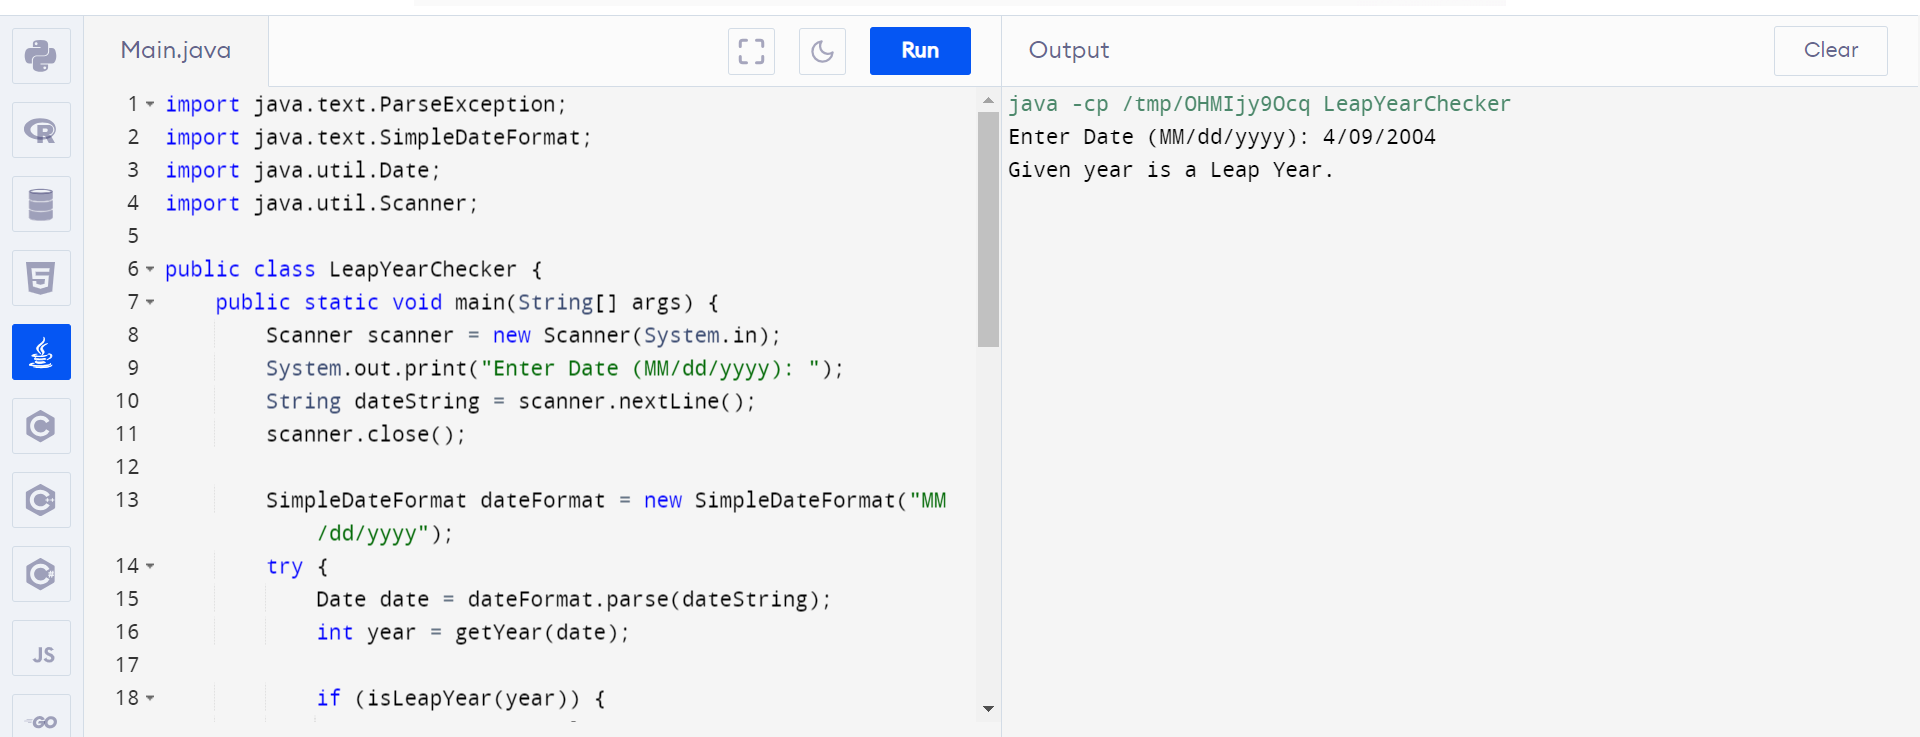 Main.java
Run
Output
Clear
1 import java.text.ParseException;
2 import java.text.SimpleDateFormat;
3 import java.util.Date;
4 import java.util.Scanner;
5
6 public class LeapYearChecker {
7 public static void main(String[] args) {
8 Scanner scanner = new Scanner(System.in);
9 System.out.print("Enter Date (MM/dd/yyyy): ");
10 String dateString = scanner.nextLine();
11 scanner.close();
12
13 SimpleDateFormat dateFormat = new SimpleDateFormat("MM
/dd/yyyy");
14 try {
15 Date date = dateFormat.parse(dateString);
16 int year = getYear(date);
17
18 if (isLeapYear(year)) {
java -cp /tmp/OHMIjy9Ocq LeapYearChecker
Enter Date (MM/dd/yyyy): 4/09/2004
Given year is a Leap Year.
R
5
C
C++
C#
JS
GO